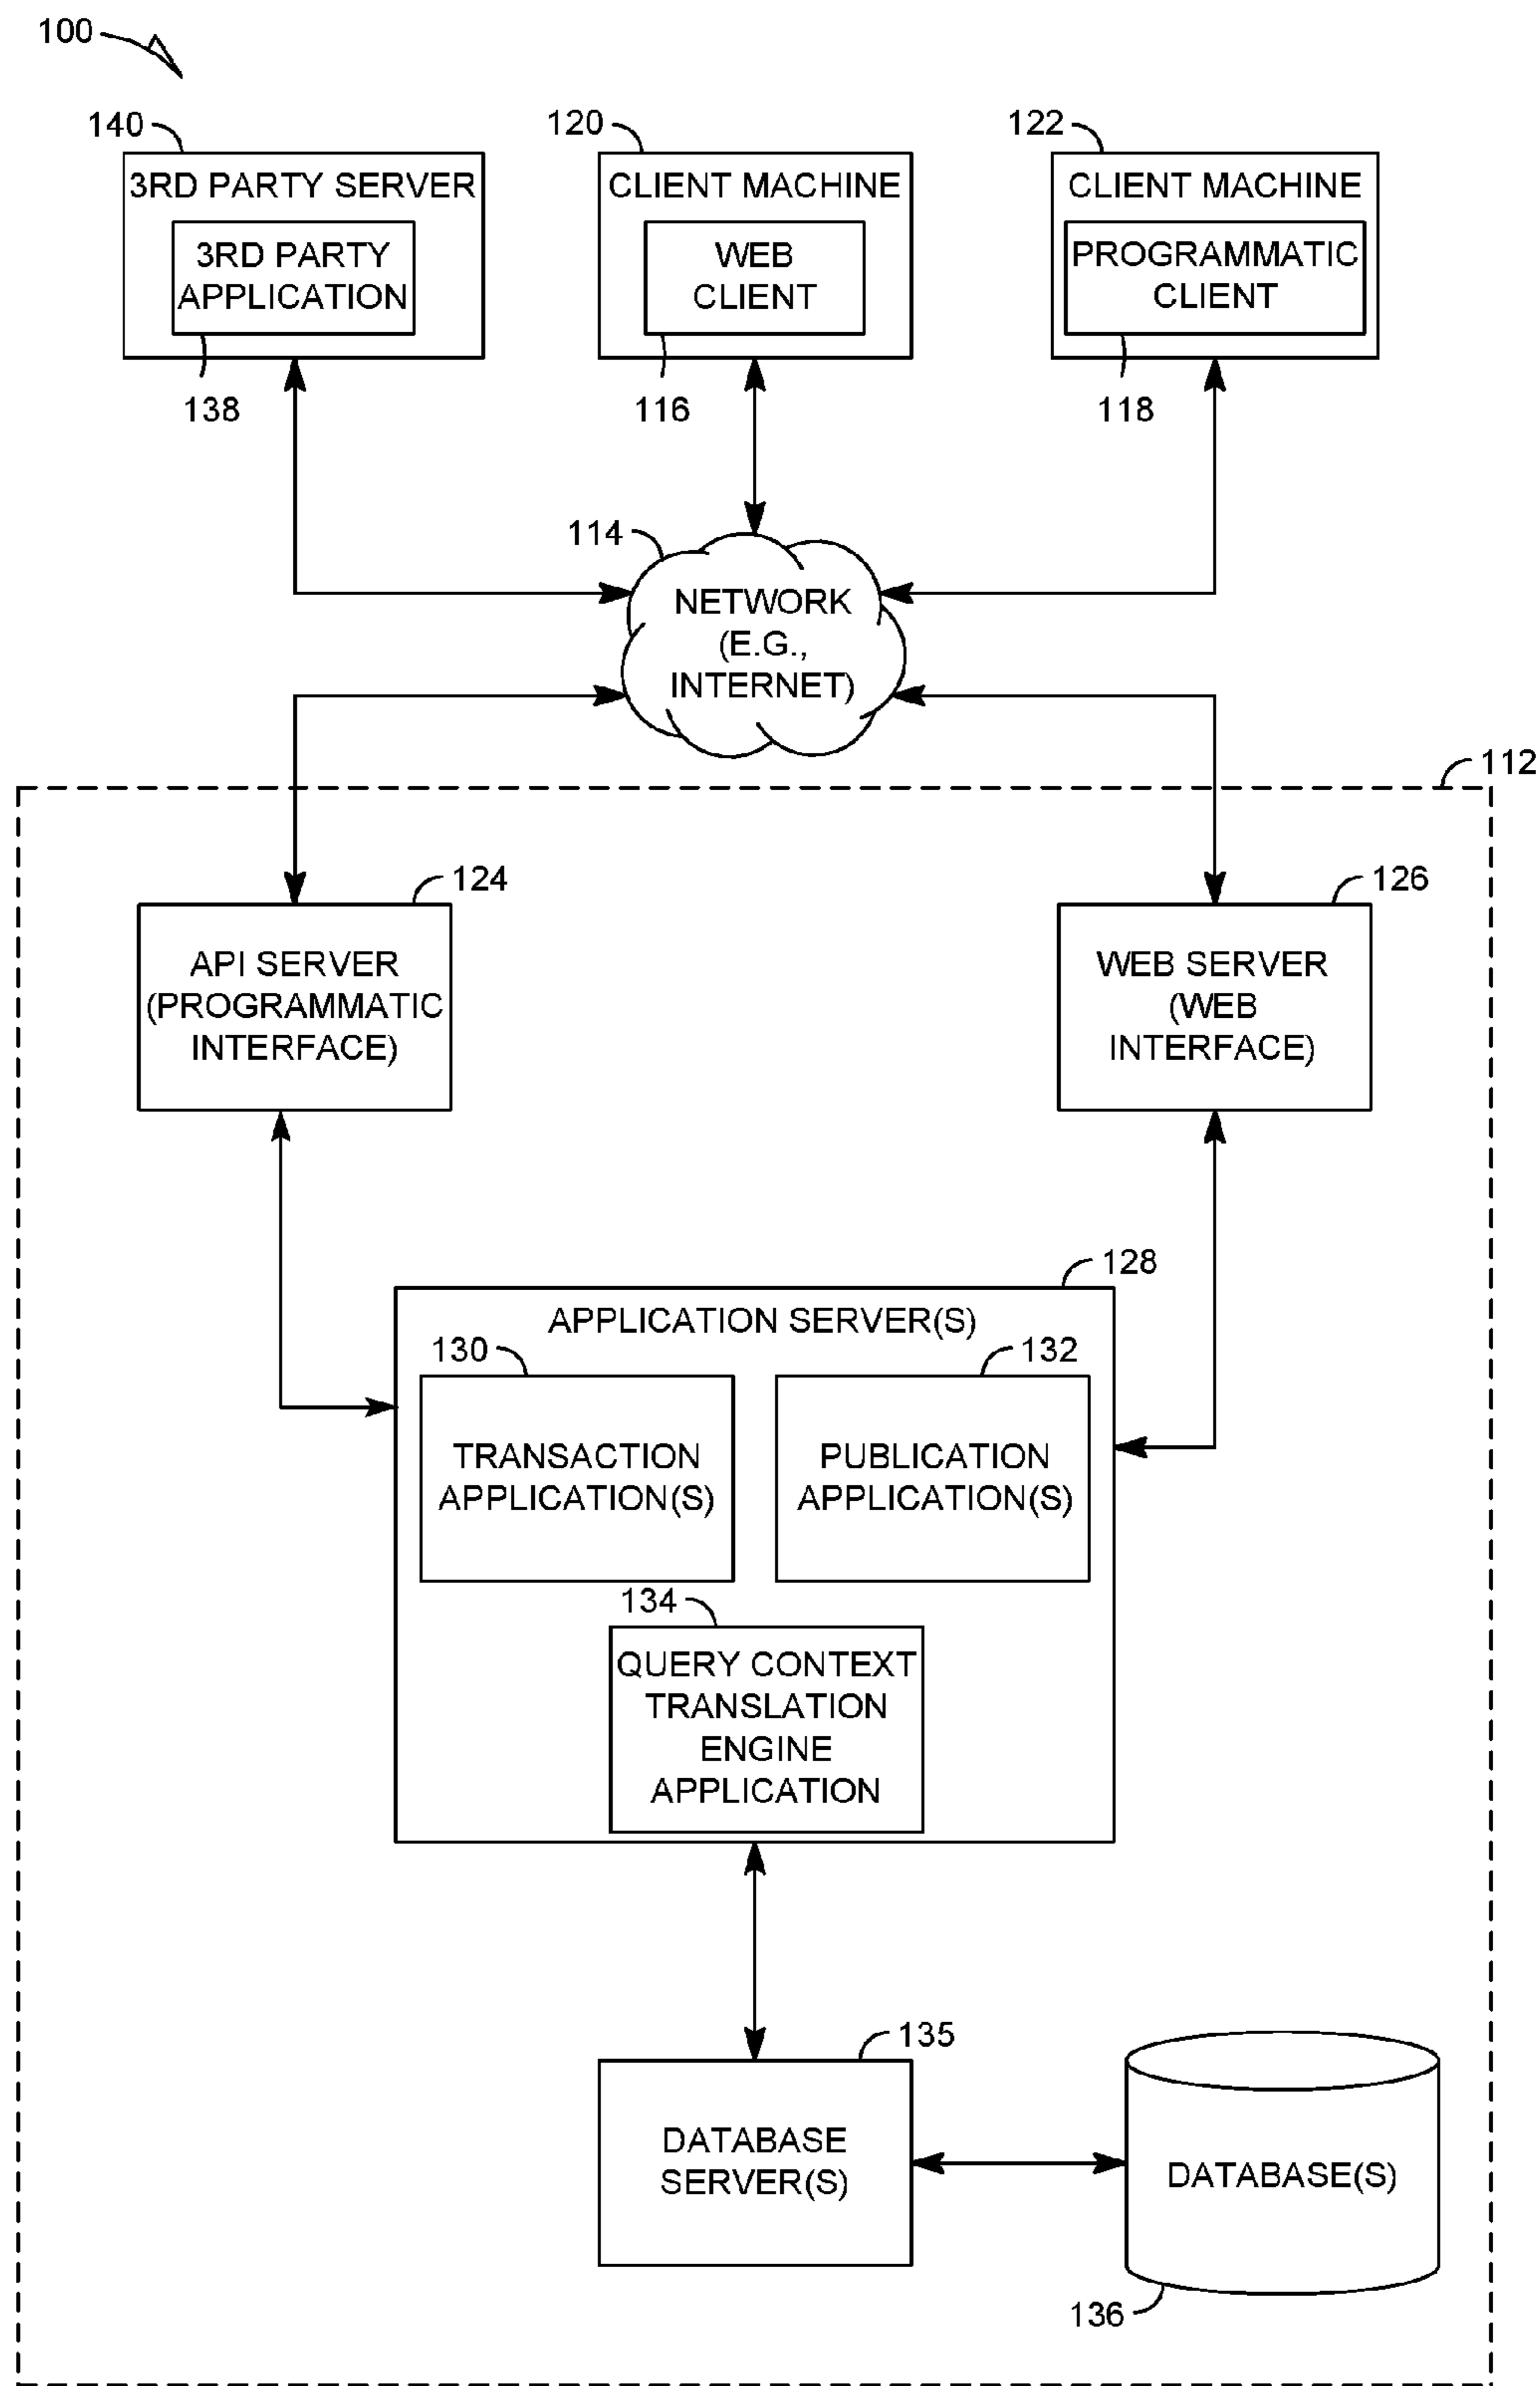 100
140
3RD PARTY SERVER
3RD PARTY
APPLICATION
138
120
CLIENT MACHINE
WEB
CLIENT
116
122
CLIENT MACHINE
PROGRAMMATIC
CLIENT
118
114
NETWORK
(E.G.,
INTERNET)
112
124
API SERVER
(PROGRAMMATIC
INTERFACE)
126
WEB SERVER
(WEB
INTERFACE)
128
APPLICATION SERVER(S)
130
TRANSACTION
APPLICATION(S)
132
PUBLICATION
APPLICATION(S)
134
QUERY CONTEXT
TRANSLATION
ENGINE
APPLICATION
135
DATABASE
SERVER(S)
DATABASE(S)
136